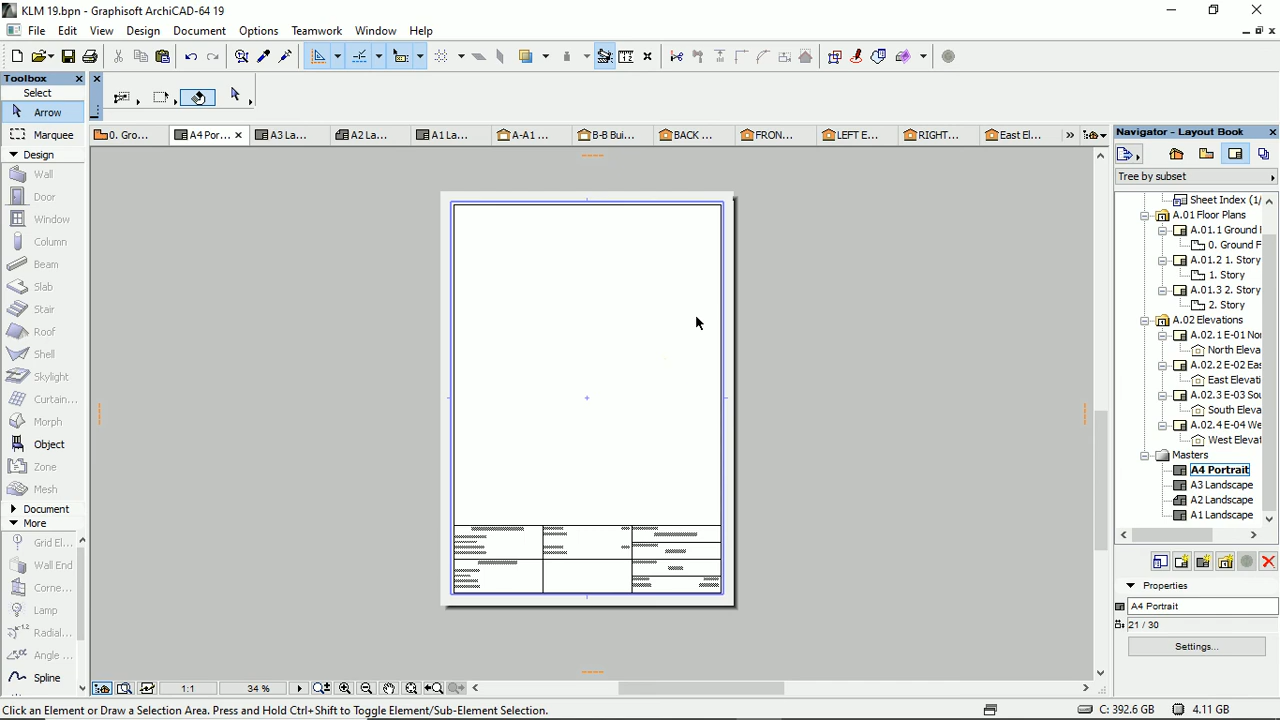 KLM 19.bpn - Graphisoft ArchiCAD-64 19
File Edit View Design Document Options Teamwork Window Help
Toolbox
Select
Arrow
Marquee
Design
Wall
Door
Window
Column
Beam
Slab
Stair
Roof
Shell
Skylight
Curtain...
Morph
Object
Zone
Mesh
Document
More
Grid El...
Wall End
Corne...
Lamp
Radial...
Angle ...
Spline
0. Gro... A4 Por... A3 La... A2 La... A1 La... A-A1 ... B-B Bui... BACK ... FRON... LEFT E... RIGHT... East El...
Navigator - Layout Book
Tree by subset
Sheet Index (1/
A.01 Floor Plans
A.01.1 Ground
0. Ground F
A.01.2 1. Story
1. Story
A.01.3 2. Story
2. Story
A.02 Elevations
A.02.1 E-01 Nor
North Eleva
A.02.2 E-02 Eas
East Elevati
A.02.3 E-03 Sou
South Eleva
A.02.4 E-04 We
West Elevat
Masters
A4 Portrait
A3 Landscape
A2 Landscape
A1 Landscape
Properties
A4 Portrait
21 / 30
Settings...
1:1 34 %
Click an Element or Draw a Selection Area. Press and Hold Ctrl+Shift to Toggle Element/Sub-Element Selection.
C: 392.6 GB 4.11 GB